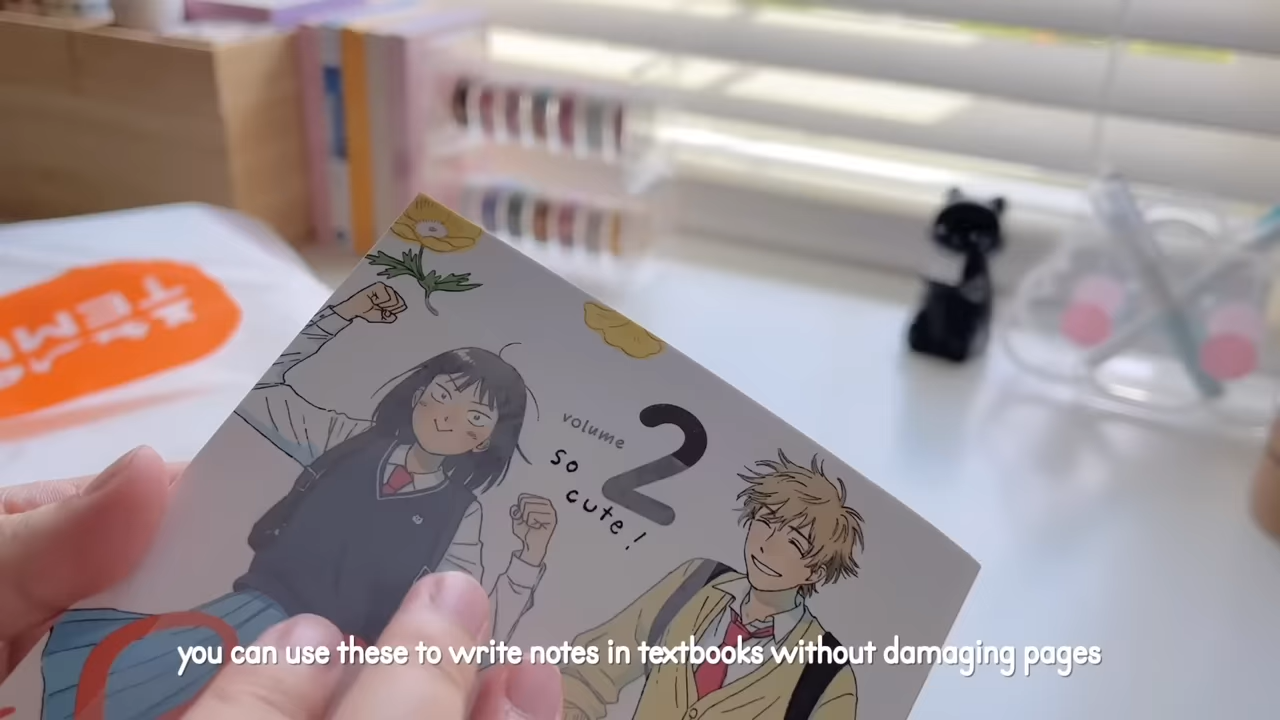 volume
2
so
cute!
you can use these to write notes in textbooks without damaging pages